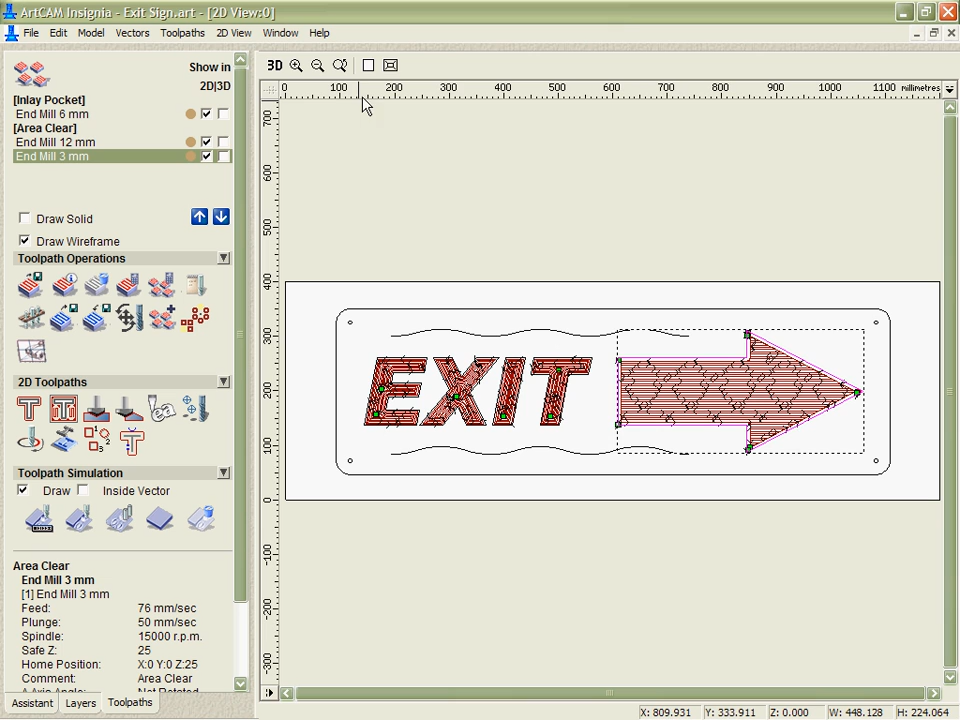 ArtCAM Insignia - Exit Sign.art - [2D View:0]
File Edit Model Vectors Toolpaths 2D View Window Help
Show in
2D|3D
[Inlay Pocket]
End Mill 6 mm
[Area Clear]
End Mill 12 mm
End Mill 3 mm
Draw Solid
Draw Wireframe
Toolpath Operations
2D Toolpaths
Toolpath Simulation
Draw Inside Vector
Area Clear
End Mill 3 mm
[1] End Mill 3 mm
Feed: 76 mm/sec
Plunge: 50 mm/sec
Spindle: 15000 r.p.m.
Safe Z: 25
Home Position: X:0 Y:0 Z:25
Comment: Area Clear
Assistant Layers Toolpaths
3D
0 100 200 300 400 500 600 700 800 900 1000 1100 millimetres
700
600
500
400
300
200
100
0
-100
-200
-300
EXIT
X: 809.931 Y: 333.911 Z: 0.000 W: 448.128 H: 224.064